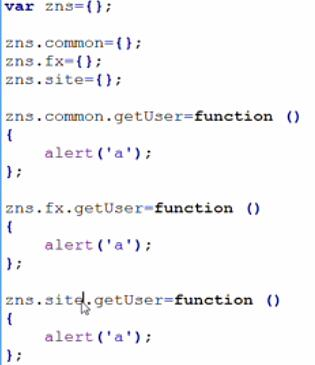 var zns={};
zns.common={};
zns.fx={};
zns.site={};
zns.common.getUser=function ()
{
    alert('a');
};
zns.fx.getUser=function ()
{
    alert('a');
};
zns.site.getUser=function ()
{
    alert('a');
};